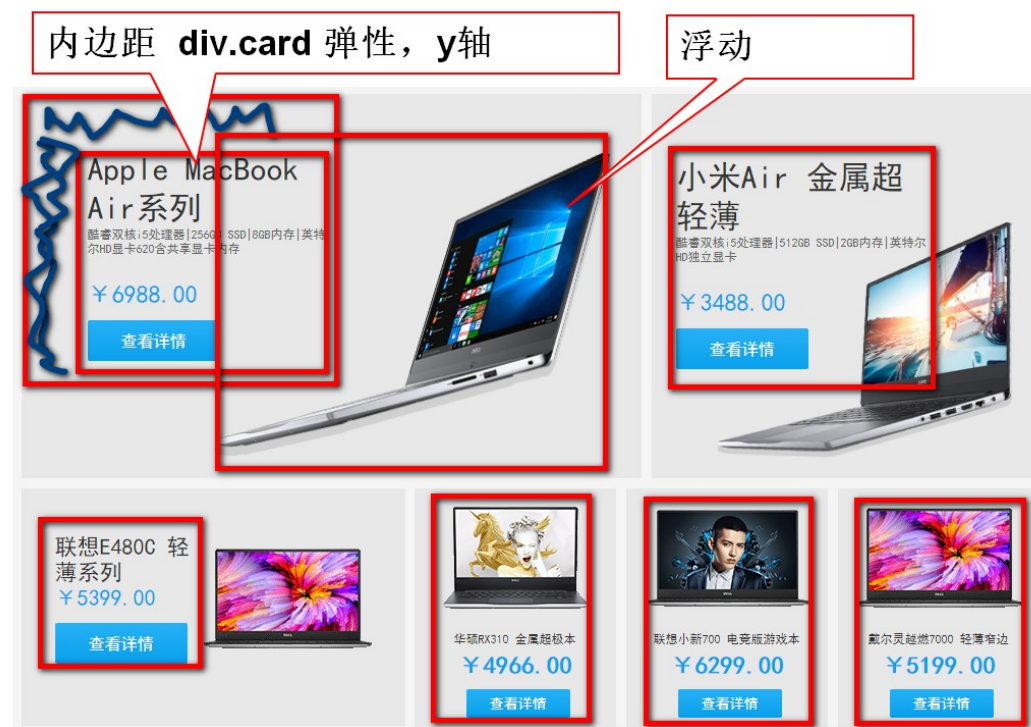 内边距 div.card 弹性，y轴
浮动
Apple MacBook
Air系列
酷睿双核i5处理器|256GB SSD|8GB内存|英特
尔HD显卡620含共享显卡内存
￥6988.00
查看详情
小米Air 金属超
轻薄
酷睿双核i5处理器|512GB SSD|2GB内存|英特尔
HD独立显卡
￥3488.00
查看详情
联想E480C 轻
薄系列
￥5399.00
查看详情
华硕RX310 金属超极本
￥4966.00
查看详情
联想小新700 电竞版游戏本
￥6299.00
查看详情
戴尔灵越燃7000 轻薄窄边
￥5199.00
查看详情